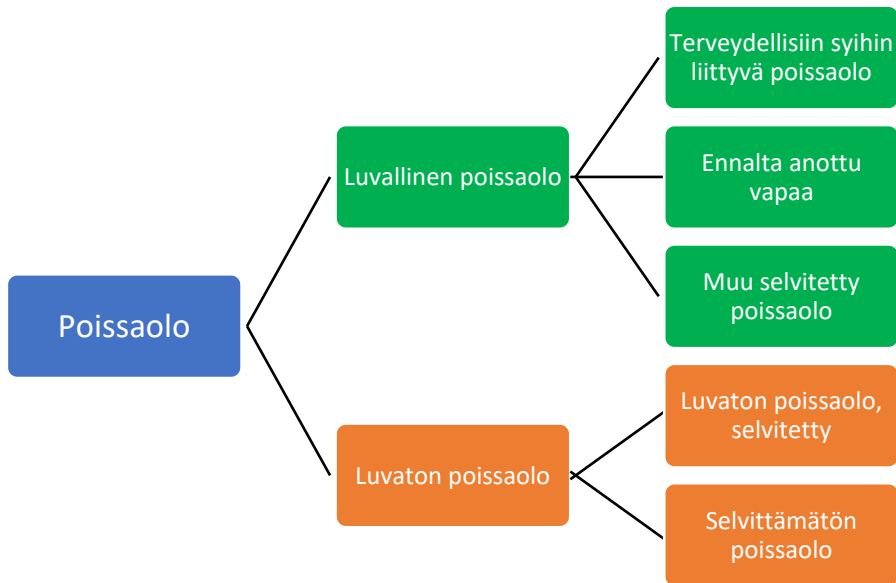 Poissaolo
Luvallinen poissaolo
Terveydellisiin syihin
liittyvä poissaolo
Ennalta anottu
vapaa
Muu selvitetty
poissaolo
Luvaton poissaolo
Luvaton poissaolo,
selvitetty
Selvittämätön
poissaolo